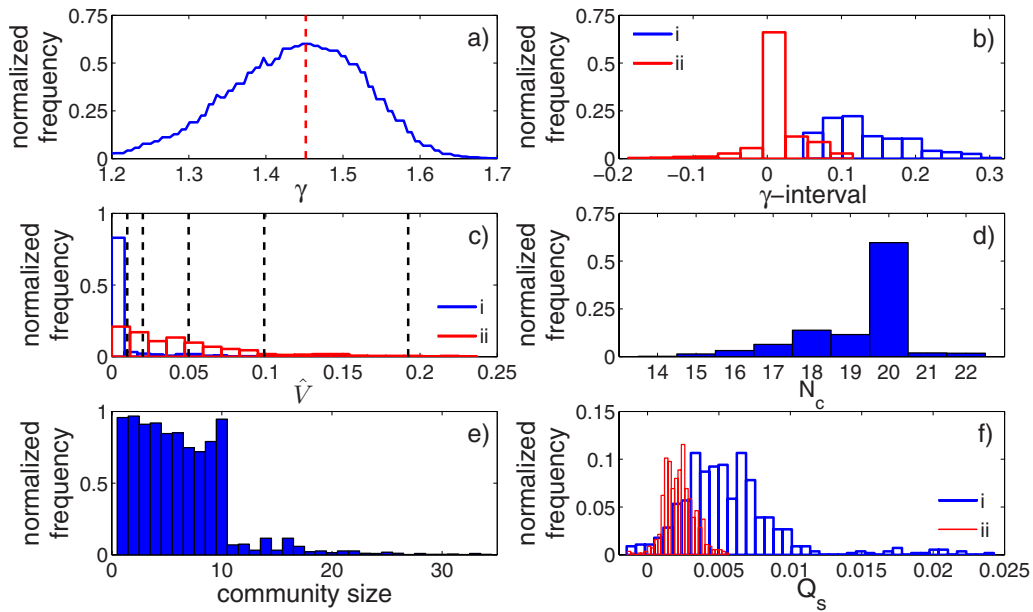 normalized frequency
0.75
0.5
0.25
0
a)
1.2 1.3 1.4 1.5 1.6 1.7
γ
normalized frequency
0.75
0.5
0.25
0
i
ii
b)
−0.2 −0.1 0 0.1 0.2 0.3
γ−interval
normalized frequency
1
0.5
0
c)
i
ii
0 0.05 0.1 0.15 0.20 0.25
V̂
normalized frequency
0.75
0.5
0.25
0
d)
14 15 16 17 18 19 20 21 22
N_c
normalized frequency
1
0.5
0
e)
0 10 20 30
community size
normalized frequency
0.15
0.1
0.05
0
f)
i
ii
0 0.005 0.01 0.015 0.02 0.025
Q_s